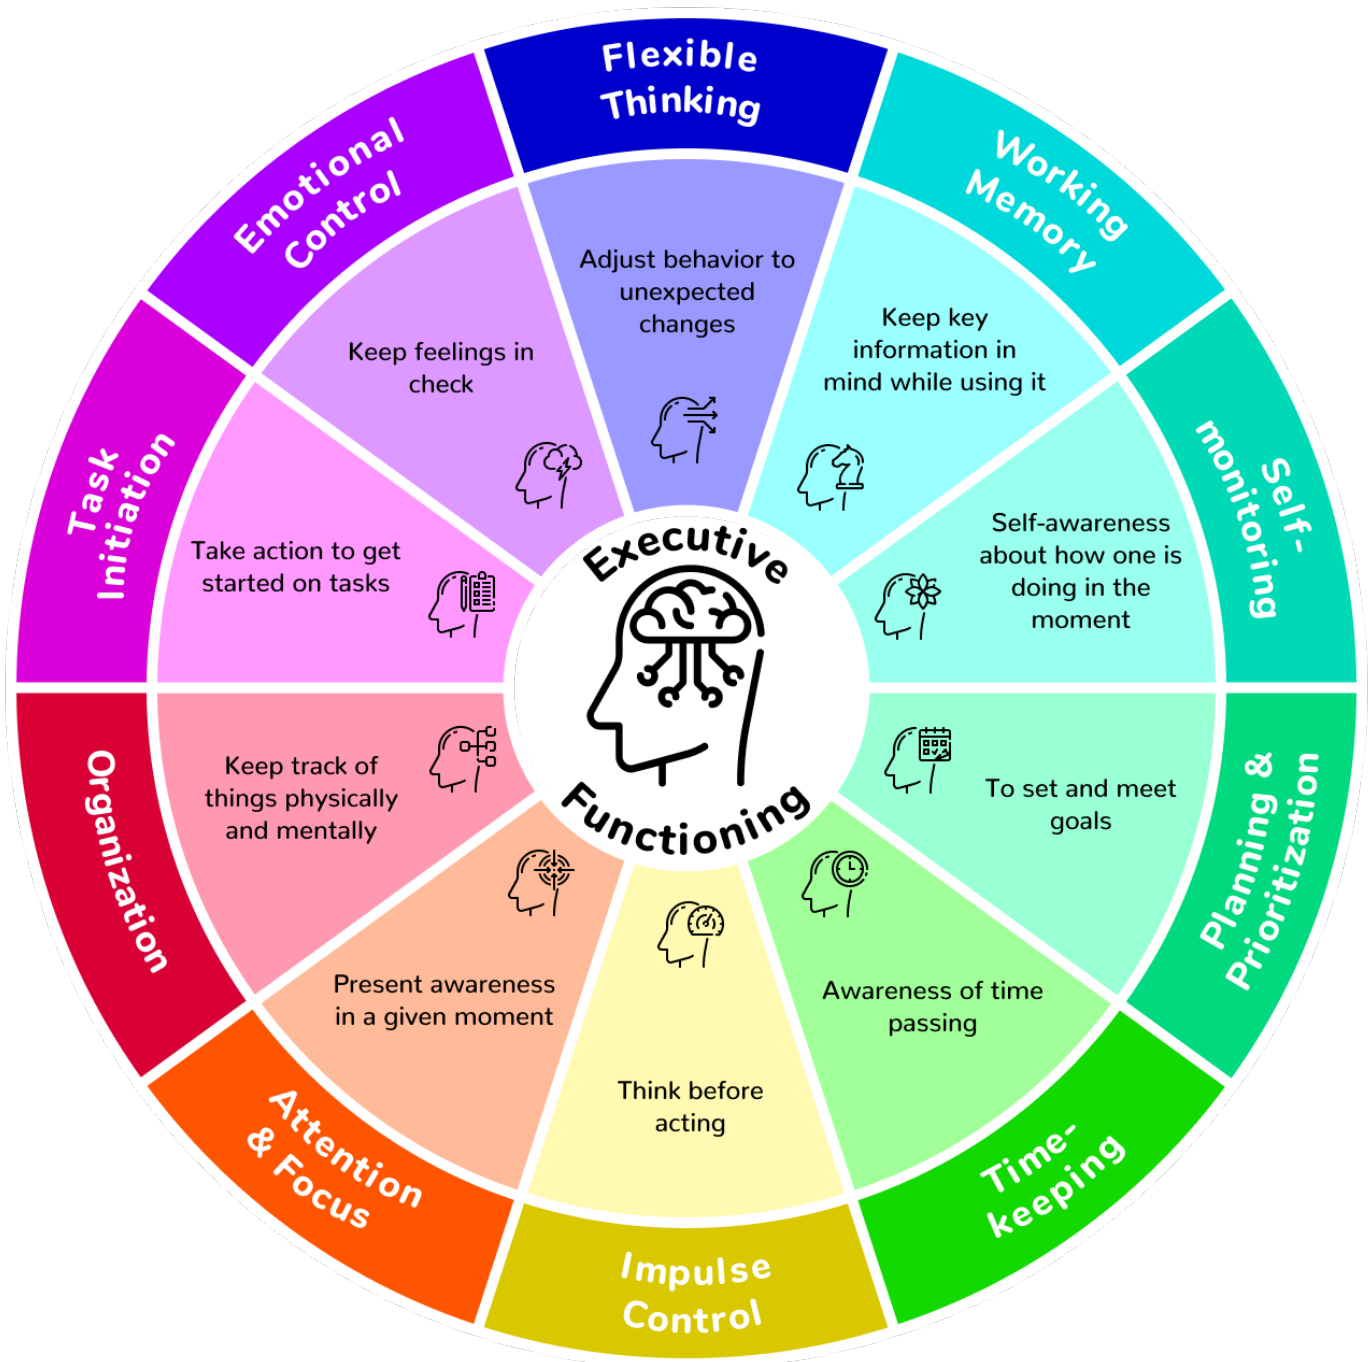 Flexible
Thinking
Adjust behavior to
unexpected
changes
Working
Memory
Keep key
information in
mind while using it
Self-
monitoring
Self-awareness
about how one is
doing in the
moment
Planning &
Prioritization
To set and meet
goals
Time-
keeping
Awareness of time
passing
Impulse
Control
Think before
acting
Attention
& Focus
Present awareness
in a given moment
Organization
Keep track of
things physically
and mentally
Task
Initiation
Take action to get
started on tasks
Emotional
Control
Keep feelings in
check
Executive
Functioning